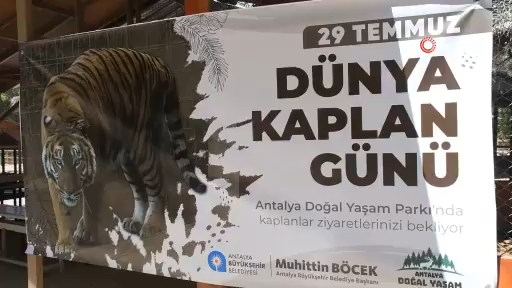 29 TEMMUZ
DÜNYA
KAPLAN
GÜNÜ
Antalya Doğal Yaşam Parkı'nda
kaplanlar ziyaretlerinizi bekliyor
ANTALYA
BÜYÜKŞEHİR
BELEDİYESİ
Muhittin BÖCEK
Antalya Büyükşehir Belediye Başkanı
ANTALYA
DOĞAL YAŞAM